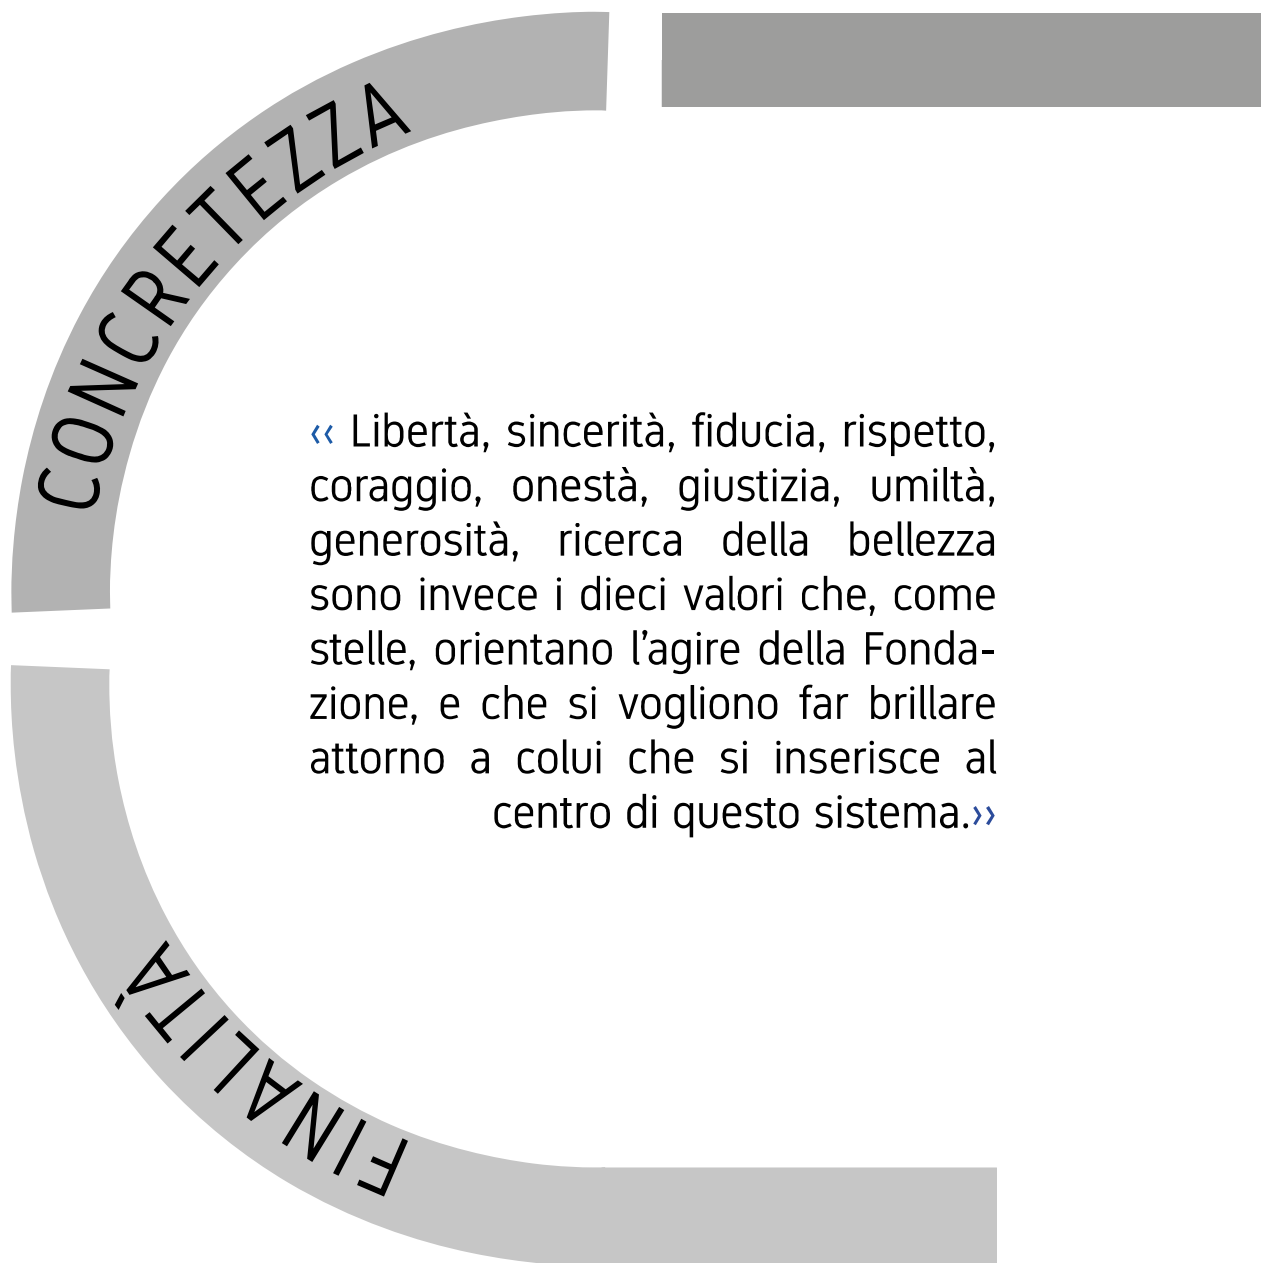 CONCRETEZZA
‹‹ Libertà, sincerità, fiducia, rispetto,
coraggio, onestà, giustizia, umiltà,
generosità, ricerca della bellezza
sono invece i dieci valori che, come
stelle, orientano l’agire della Fonda-
zione, e che si vogliono far brillare
attorno a colui che si inserisce al
centro di questo sistema.››
FINALITÀ